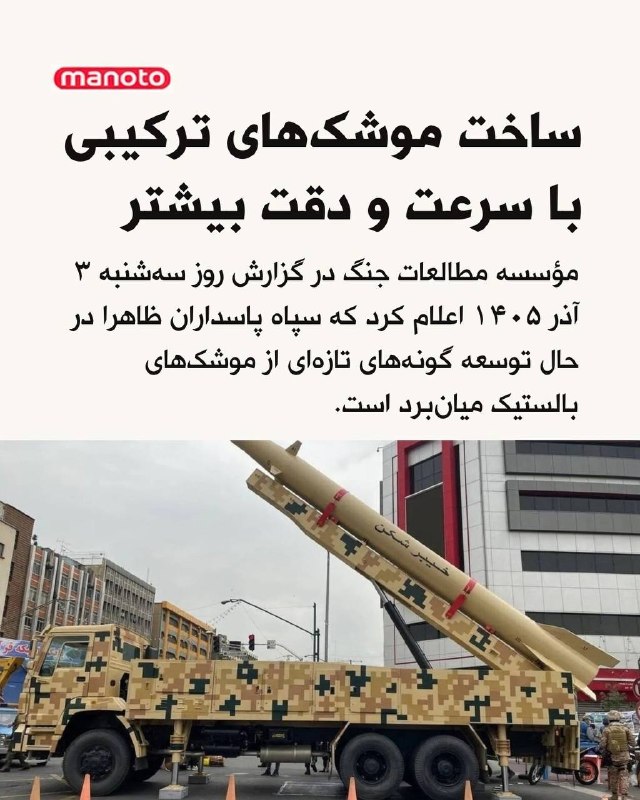 manoto
ساخت موشک‌های ترکیبی
با سرعت و دقت بیشتر
مؤسسه مطالعات جنگ در گزارش روز سه‌شنبه ۳
آذر ۱۴۰۵ اعلام کرد که سپاه پاسداران ظاهرا در
حال توسعه گونه‌های تازه‌ای از موشک‌های
بالستیک میان‌برد است.
خیبر شکن